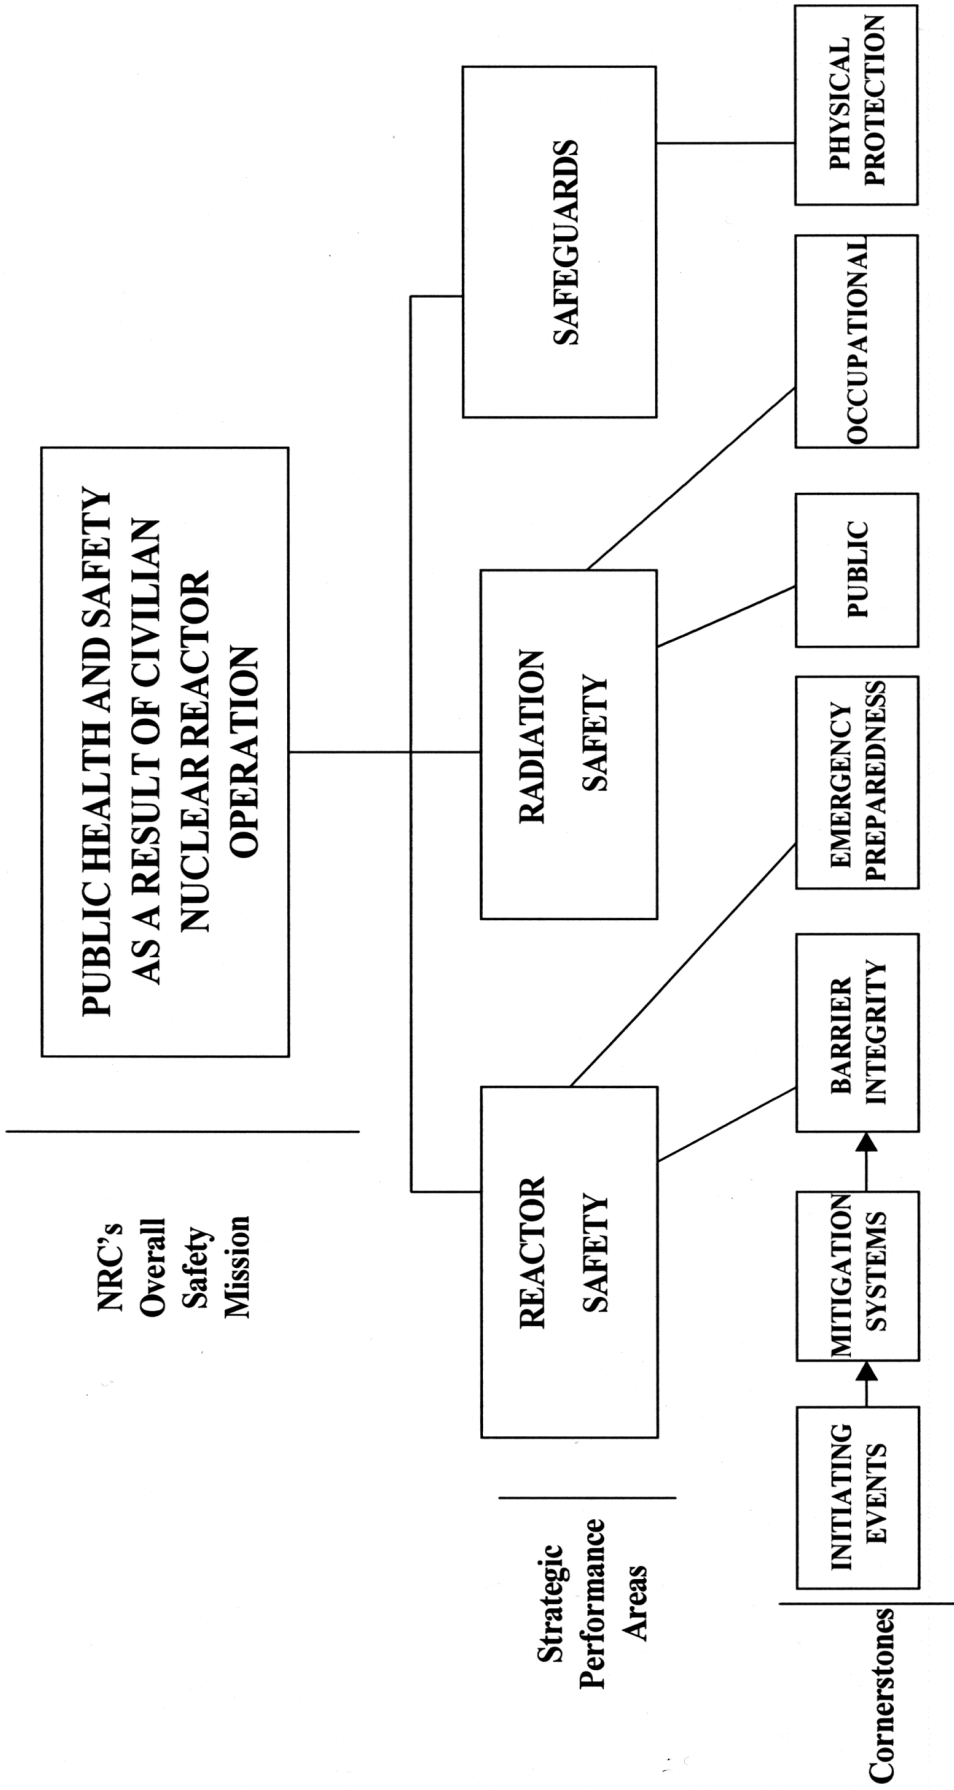 NRC's
Overall
Safety
Mission
PUBLIC HEALTH AND SAFETY
AS A RESULT OF CIVILIAN
NUCLEAR REACTOR
OPERATION
Strategic
Performance
Areas
REACTOR
SAFETY
RADIATION
SAFETY
SAFEGUARDS
Cornerstones
INITIATING
EVENTS
MITIGATION
SYSTEMS
BARRIER
INTEGRITY
EMERGENCY
PREPAREDNESS
PUBLIC
OCCUPATIONAL
PHYSICAL
PROTECTION